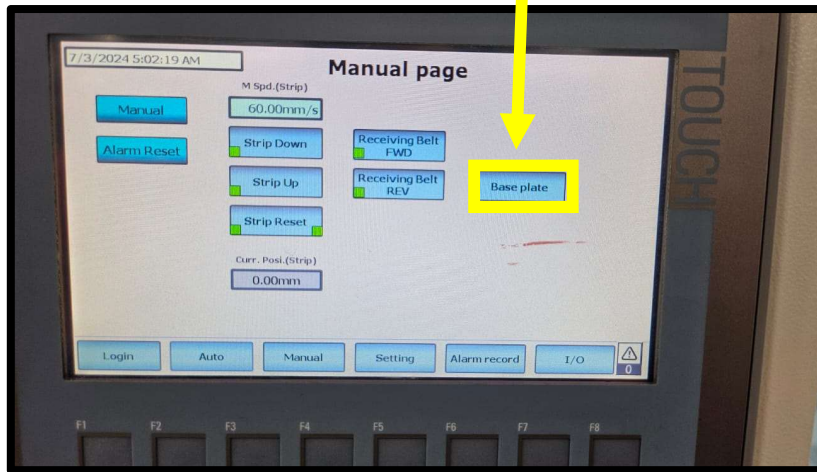 7/3/2024 5:02:19 AM
Manual page
M Spd.(Strip)
60.00mm/s
Manual
Alarm Reset
Strip Down
Strip Up
Strip Reset
Receiving Belt
FWD
Receiving Belt
REV
Base plate
Curr. Posi.(Strip)
0.00mm
Login
Auto
Manual
Setting
Alarm record
I/O
0
TOUCH
F1
F2
F3
F4
F5
F6
F7
F8